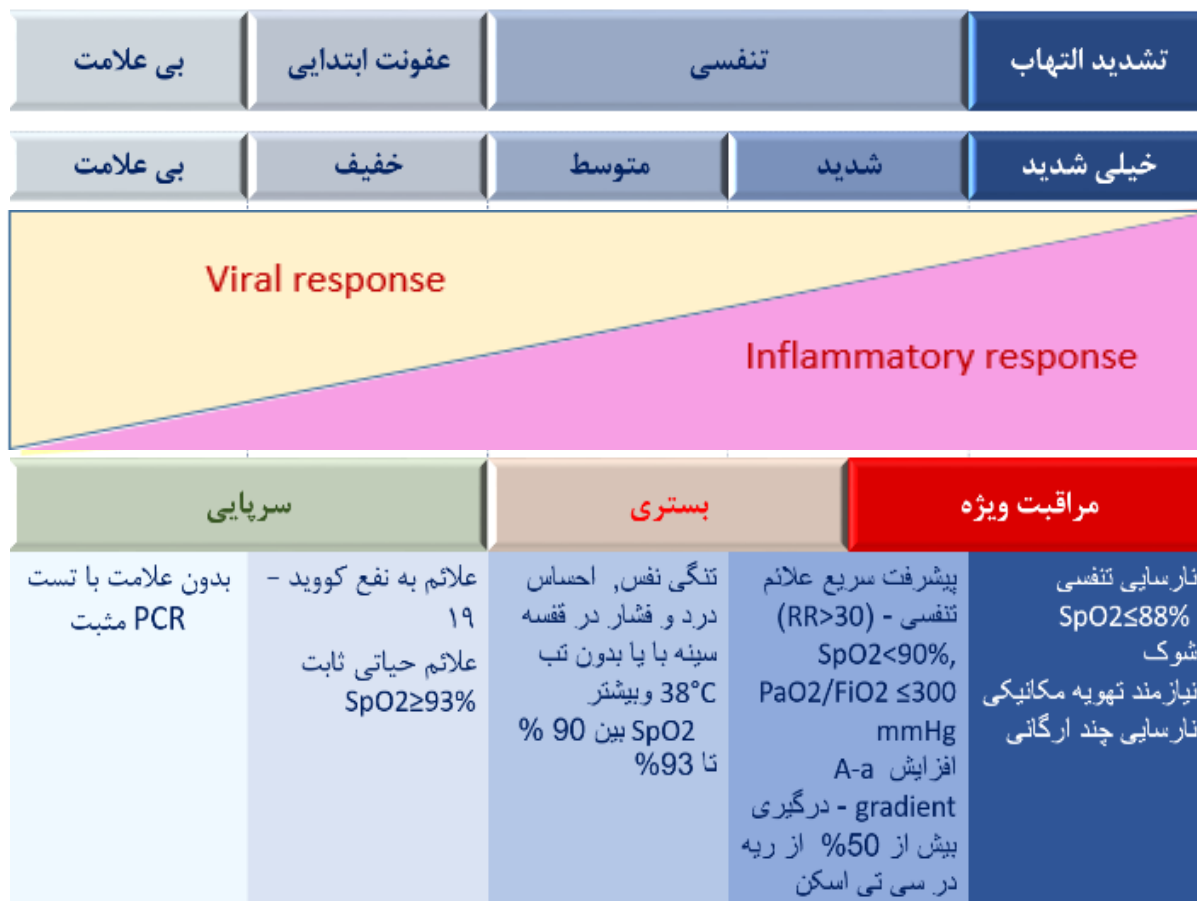 تشدید التهاب
تنفسی
عفونت ابتدایی
بی علامت
خیلی شدید
شدید
متوسط
خفیف
بی علامت
Viral response
Inflammatory response
مراقبت ویژه
بستری
سرپایی
نارسایی تنفسی
SpO2≤88%
شوک
نیازمند تهویه مکانیکی
نارسایی چند ارگانی
پیشرفت سریع علائم
تنفسی - (RR>30)
SpO2<90%,
PaO2/FiO2 ≤300
mmHg
افزایش A-a
gradient - درگیری
بیش از 50% از ریه
در سی تی اسکن
تنگی نفس, احساس
درد و فشار در قفسه
سینه با یا بدون تب
38°C وبیشتر
SpO2 بین 90 %
تا 93%
علائم به نفع کووید –
۱۹
علائم حیاتی ثابت
SpO2≥93%
بدون علامت با تست
PCR مثبت